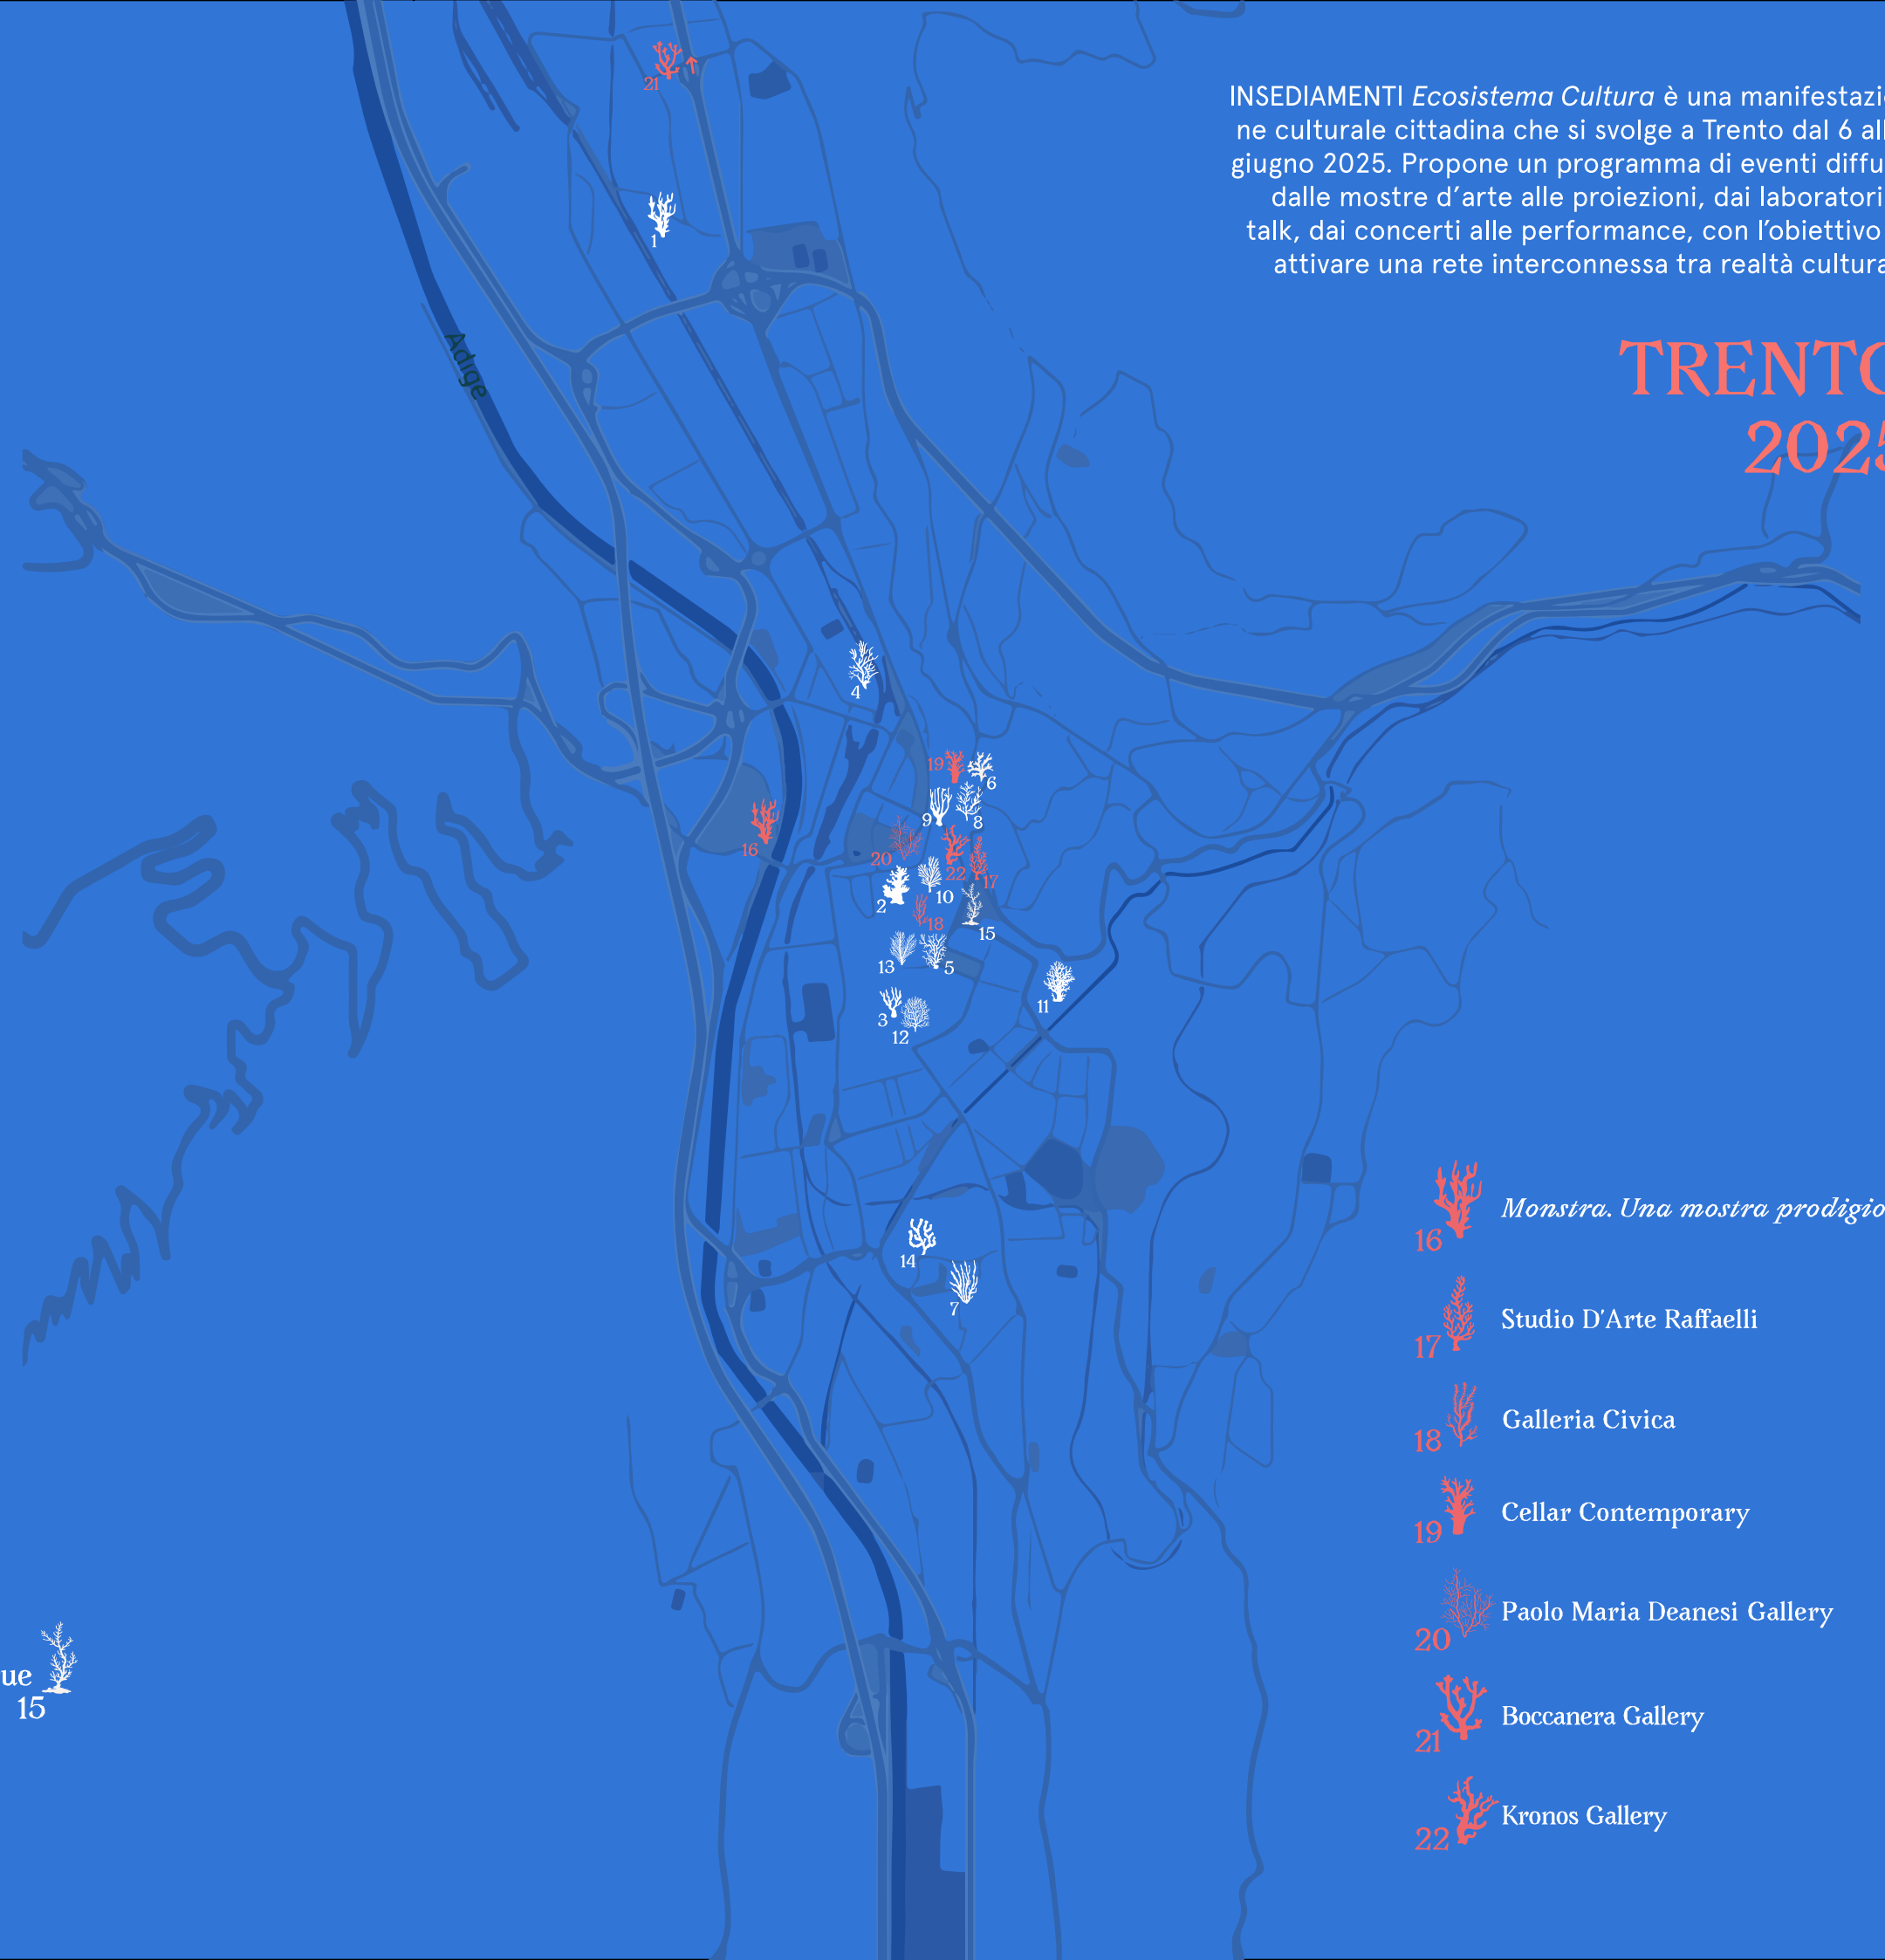 INSEDIAMENTI Ecosistema Cultura è una manifestazio
ne culturale cittadina che si svolge a Trento dal 6 all
giugno 2025. Propone un programma di eventi diffu
dalle mostre d'arte alle proiezioni, dai laboratori
talk, dai concerti alle performance, con l'obiettivo
attivare una rete interconnessa tra realtà cultura
TRENTO
2025
21
1
Adige
4
19
6
9
8
16
20
22
17
2
10
18
15
13
5
11
3
12
14
7
16 Monstra. Una mostra prodigio
17 Studio D'Arte Raffaelli
18 Galleria Civica
19 Cellar Contemporary
20 Paolo Maria Deanesi Gallery
21 Boccanera Gallery
22 Kronos Gallery
ue
15